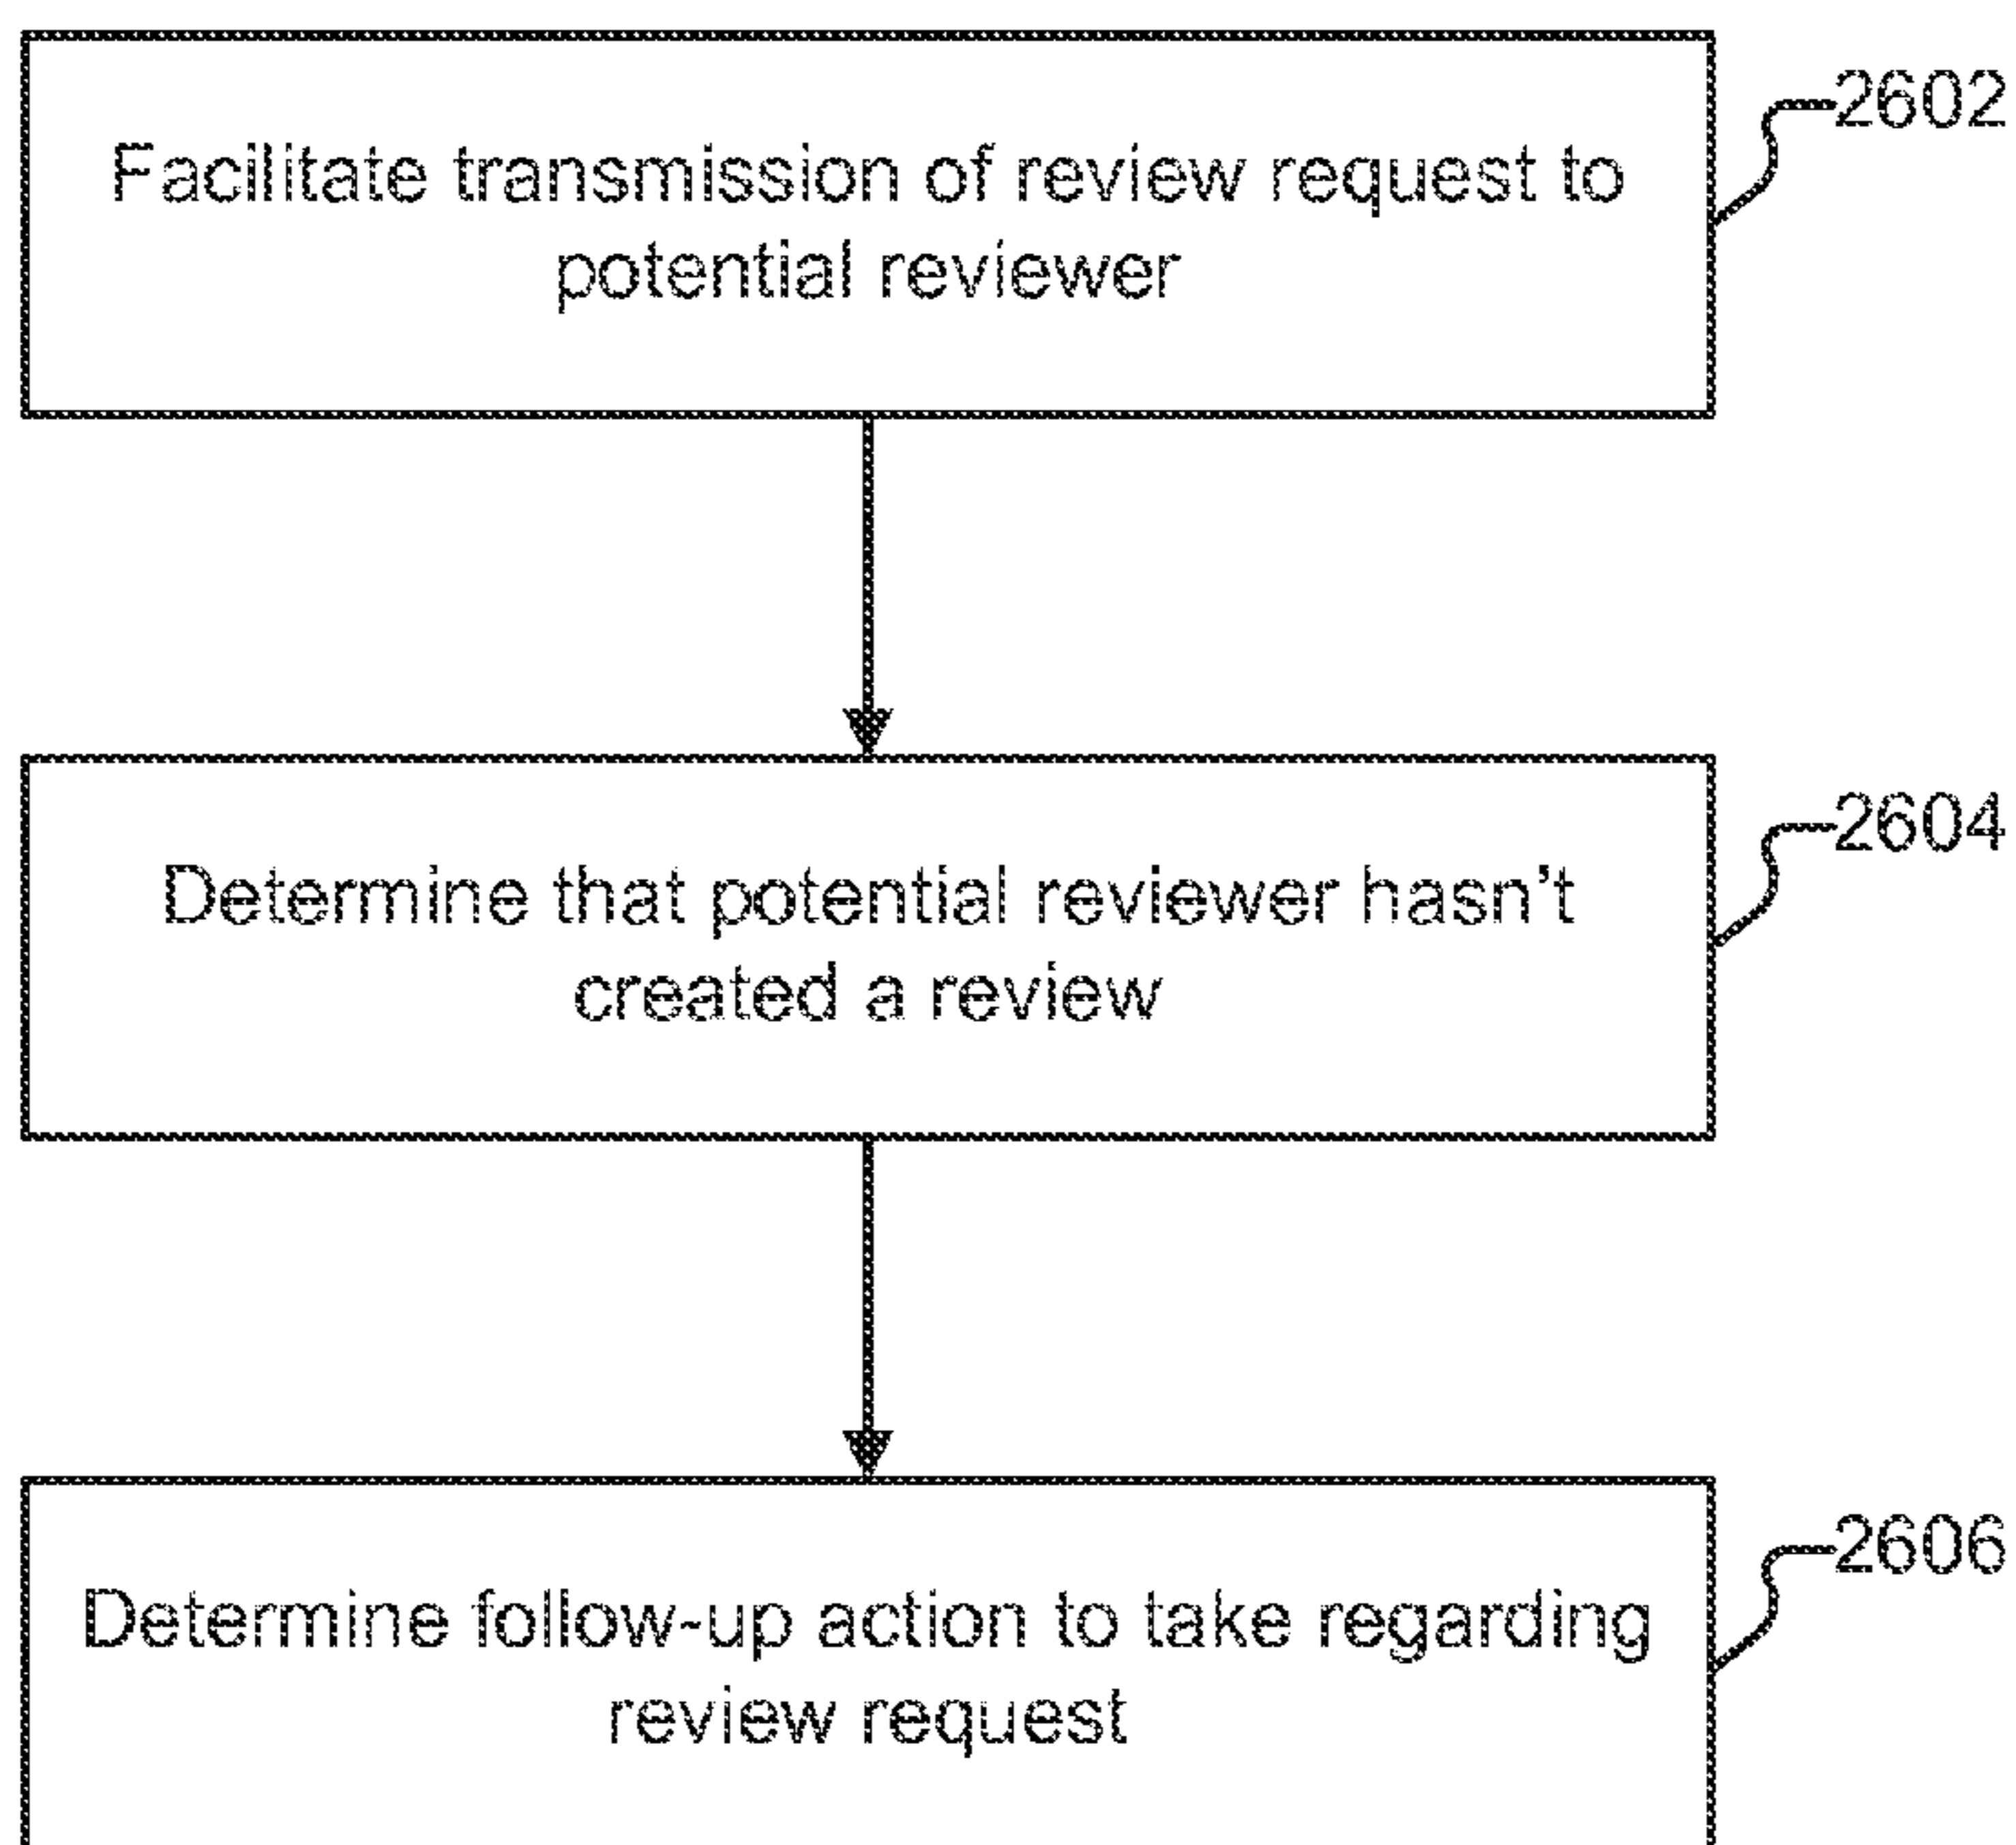 Facilitate transmission of review request to
potential reviewer
2602
Determine that potential reviewer hasn't
created a review
2604
Determine follow-up action to take regarding
review request
2606